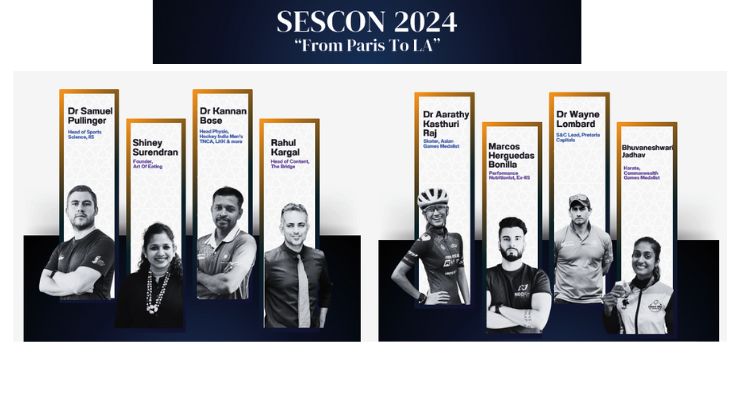 SESCON 2024
“From Paris To LA”
Dr Samuel
Pullinger
Head of Sports
Science, IIS
Shiney
Surendran
Founder,
Art Of Eating
Dr Kannan
Bose
Head Physio,
Hockey India Men's
TNCA, LKH & more
Rahul
Kargal
Head of Content,
The Bridge
Dr Aarathy
Kasthuri
Raj
Skater, Asian
Games Medalist
Marcos
Herguedas
Bonilla
Performance
Nutritionist, Ex-IIS
Dr Wayne
Lombard
S&C Lead, Pretoria
Capitals
Bhuvaneshwari
Jadhav
Karate,
Commonwealth
Games Medalist